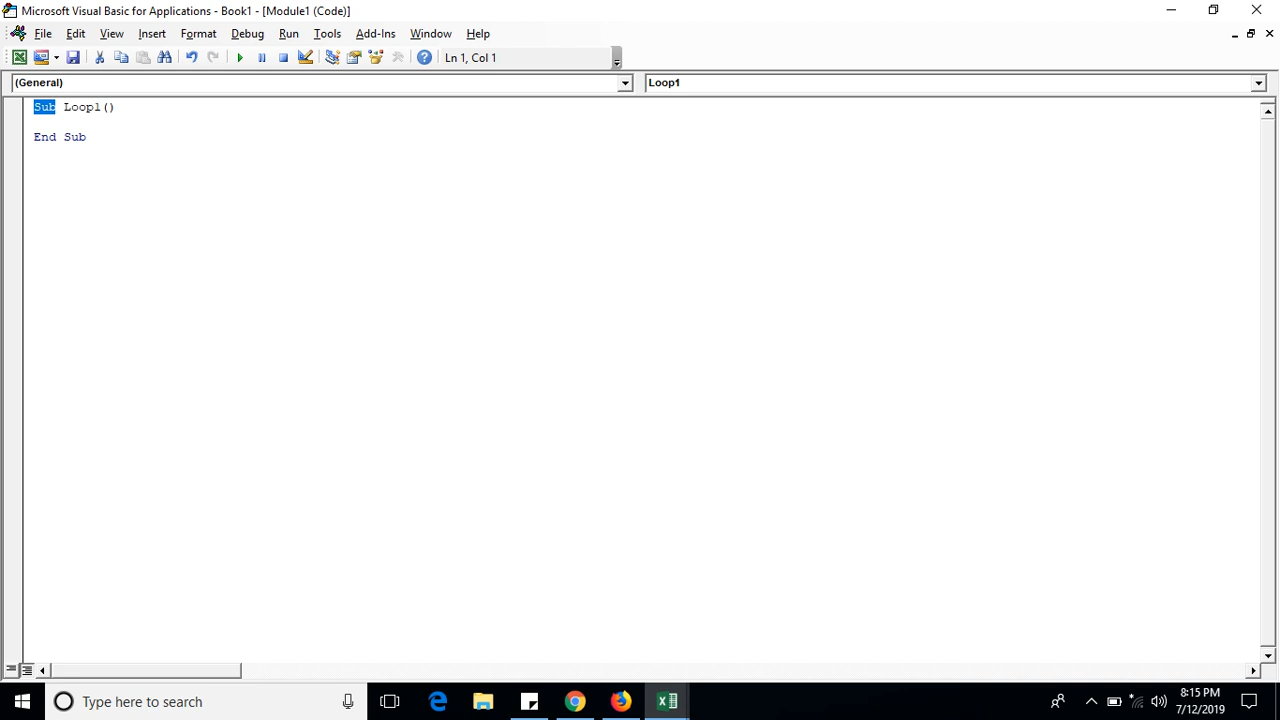 Microsoft Visual Basic for Applications - Book1 - [Module1 (Code)]
File Edit View Insert Format Debug Run Tools Add-Ins Window Help
Ln 1, Col 1
(General) Loop1
Sub Loop1()
End Sub
Type here to search
8:15 PM
7/12/2019